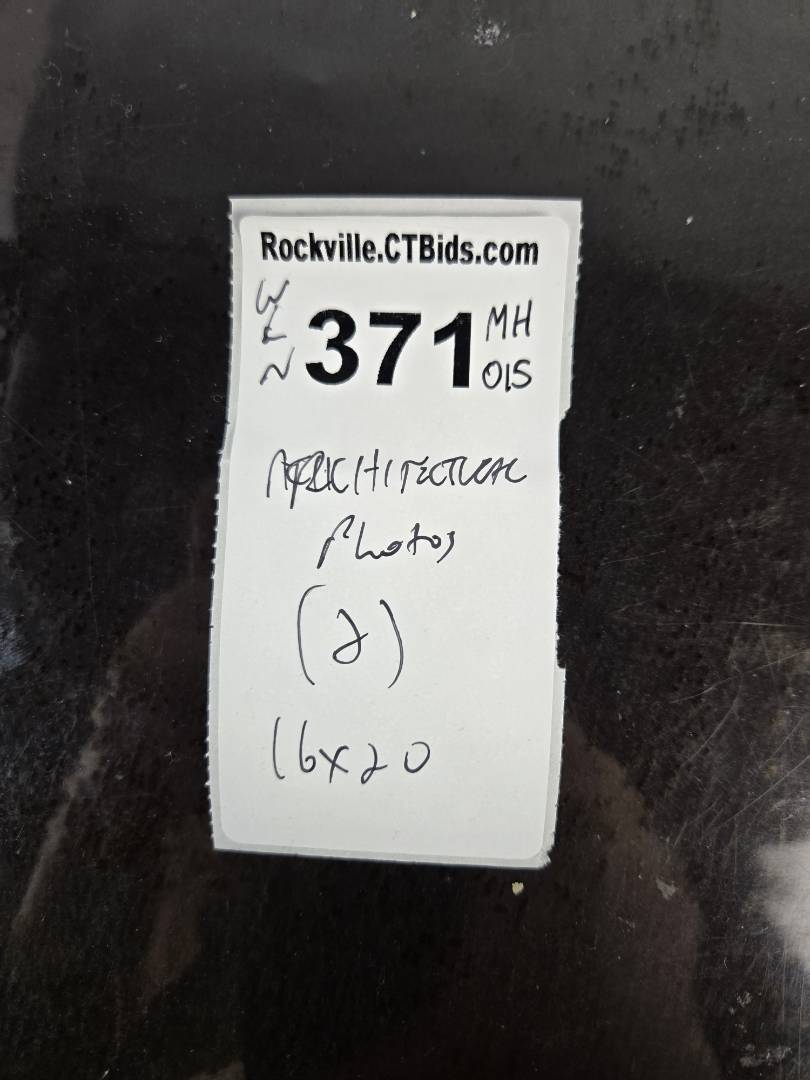 Rockville.CTBids.com
W
L
N
371
MH
015
ARCHITECTURAL
Photos
(2)
16x20